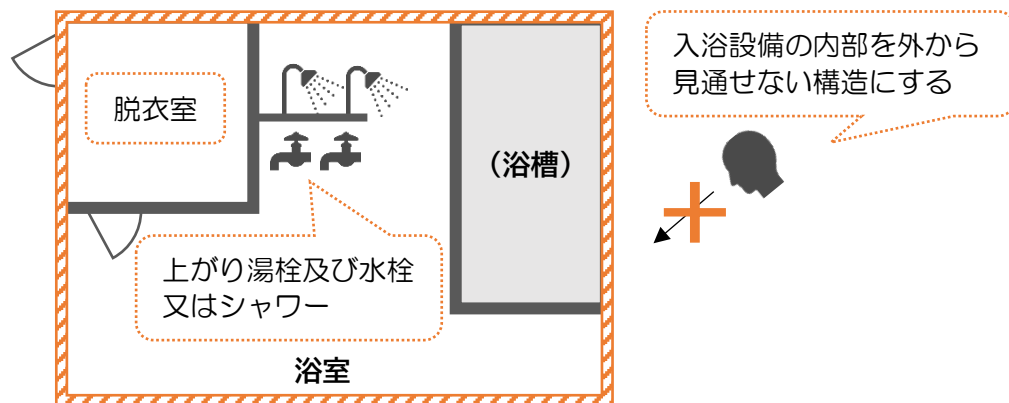 入浴設備の内部を外から
見通せない構造にする
脱衣室
（浴槽）
上がり湯栓及び水栓
又はシャワー
浴室